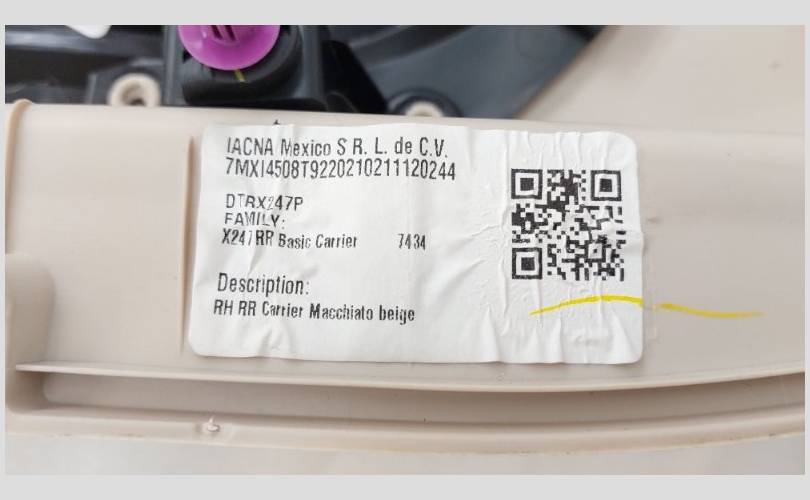 IACNA Mexico S R. L. de C.V.
7MXI4508T9220210211120244
DTRX247P
FAMILY:
X247RR Basic Carrier 7434
Description:
RH RR Carrier Macchiato beige